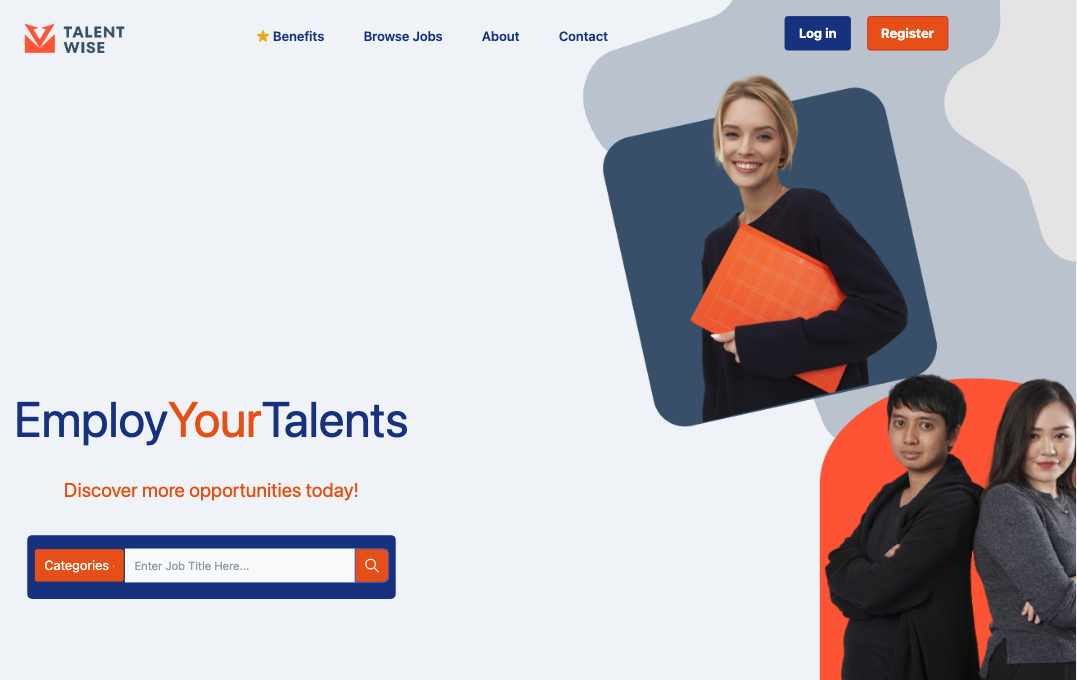 TALENT
WISE
Benefits
Browse Jobs
About
Contact
Log in
Register
EmployYourTalents
Discover more opportunities today!
Categories
Enter Job Title Here...